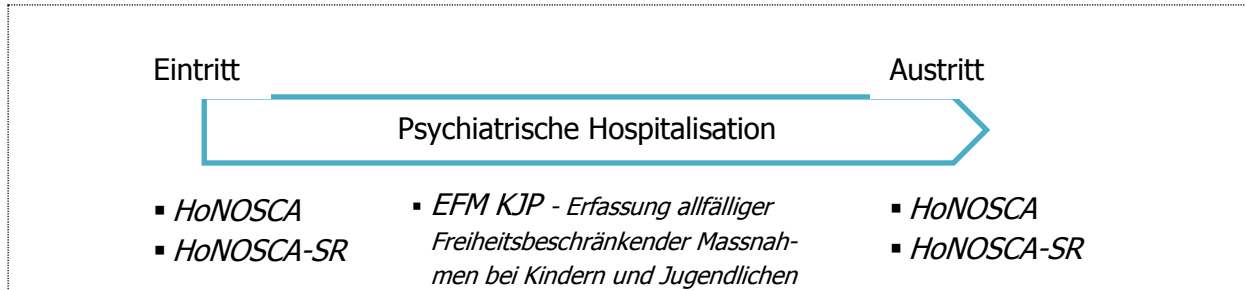 Eintritt
Austritt
Psychiatrische Hospitalisation
▪ HoNOSCA
▪ HoNOSCA-SR
▪ EFM KJP - Erfassung allfälliger
Freiheitsbeschränkender Massnah-
men bei Kindern und Jugendlichen
▪ HoNOSCA
▪ HoNOSCA-SR